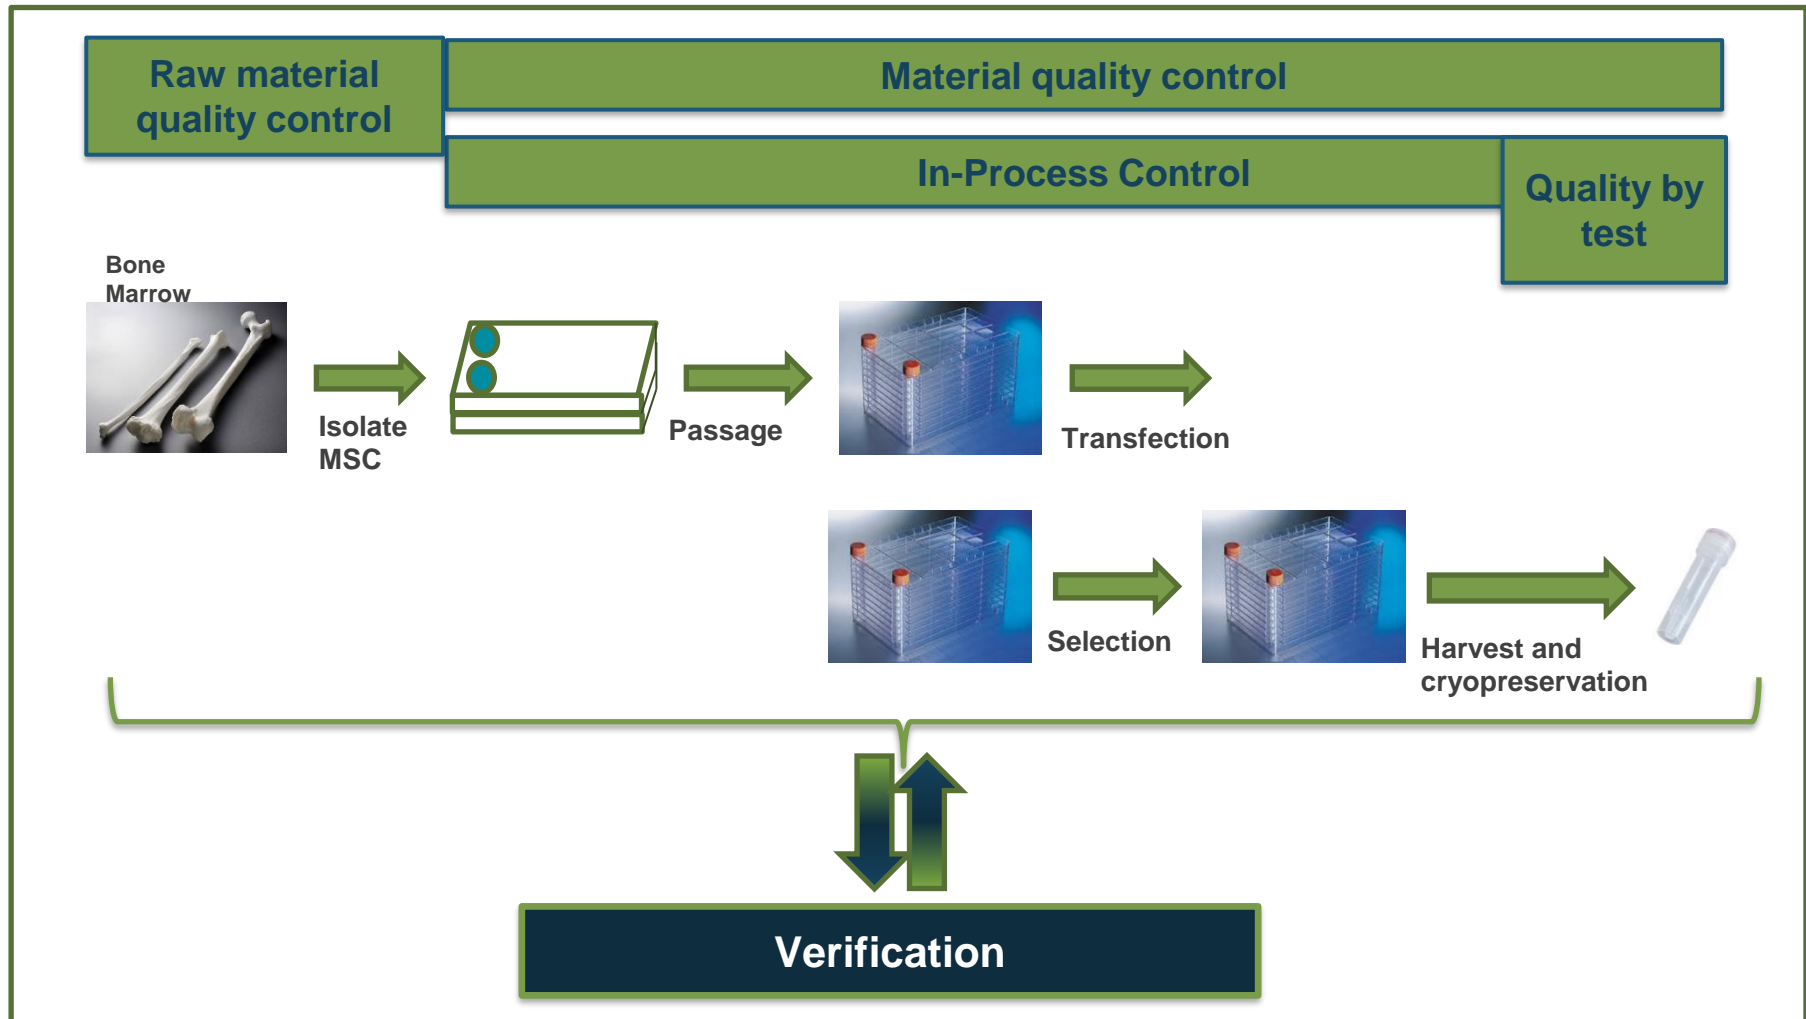 Raw material
quality control
Material quality control
In-Process Control
Quality by
test
Bone
Marrow
Isolate
MSC
Passage
Transfection
Selection
Harvest and
cryopreservation
Verification